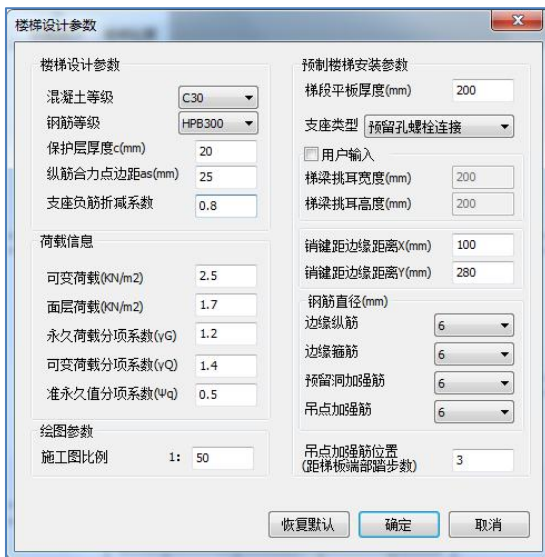 楼梯设计参数
楼梯设计参数
混凝土等级 C30
钢筋等级 HPB300
保护层厚度c(mm) 20
纵筋合力点边距as(mm) 25
支座负筋折减系数 0.8
荷载信息
可变荷载(KN/m2) 2.5
面层荷载(KN/m2) 1.7
永久荷载分项系数(γG) 1.2
可变荷载分项系数(γQ) 1.4
准永久值分项系数(Ψq) 0.5
绘图参数
施工图比例 1: 50
预制楼梯安装参数
梯段平板厚度(mm) 200
支座类型 预留孔螺栓连接
用户输入
梯梁挑耳宽度(mm) 200
梯梁挑耳高度(mm) 200
销键距边缘距离X(mm) 100
销键距边缘距离Y(mm) 280
钢筋直径(mm)
边缘纵筋 6
边缘箍筋 6
预留洞加强筋 6
吊点加强筋 6
吊点加强筋位置
(距梯板端部踏步数) 3
恢复默认 确定 取消